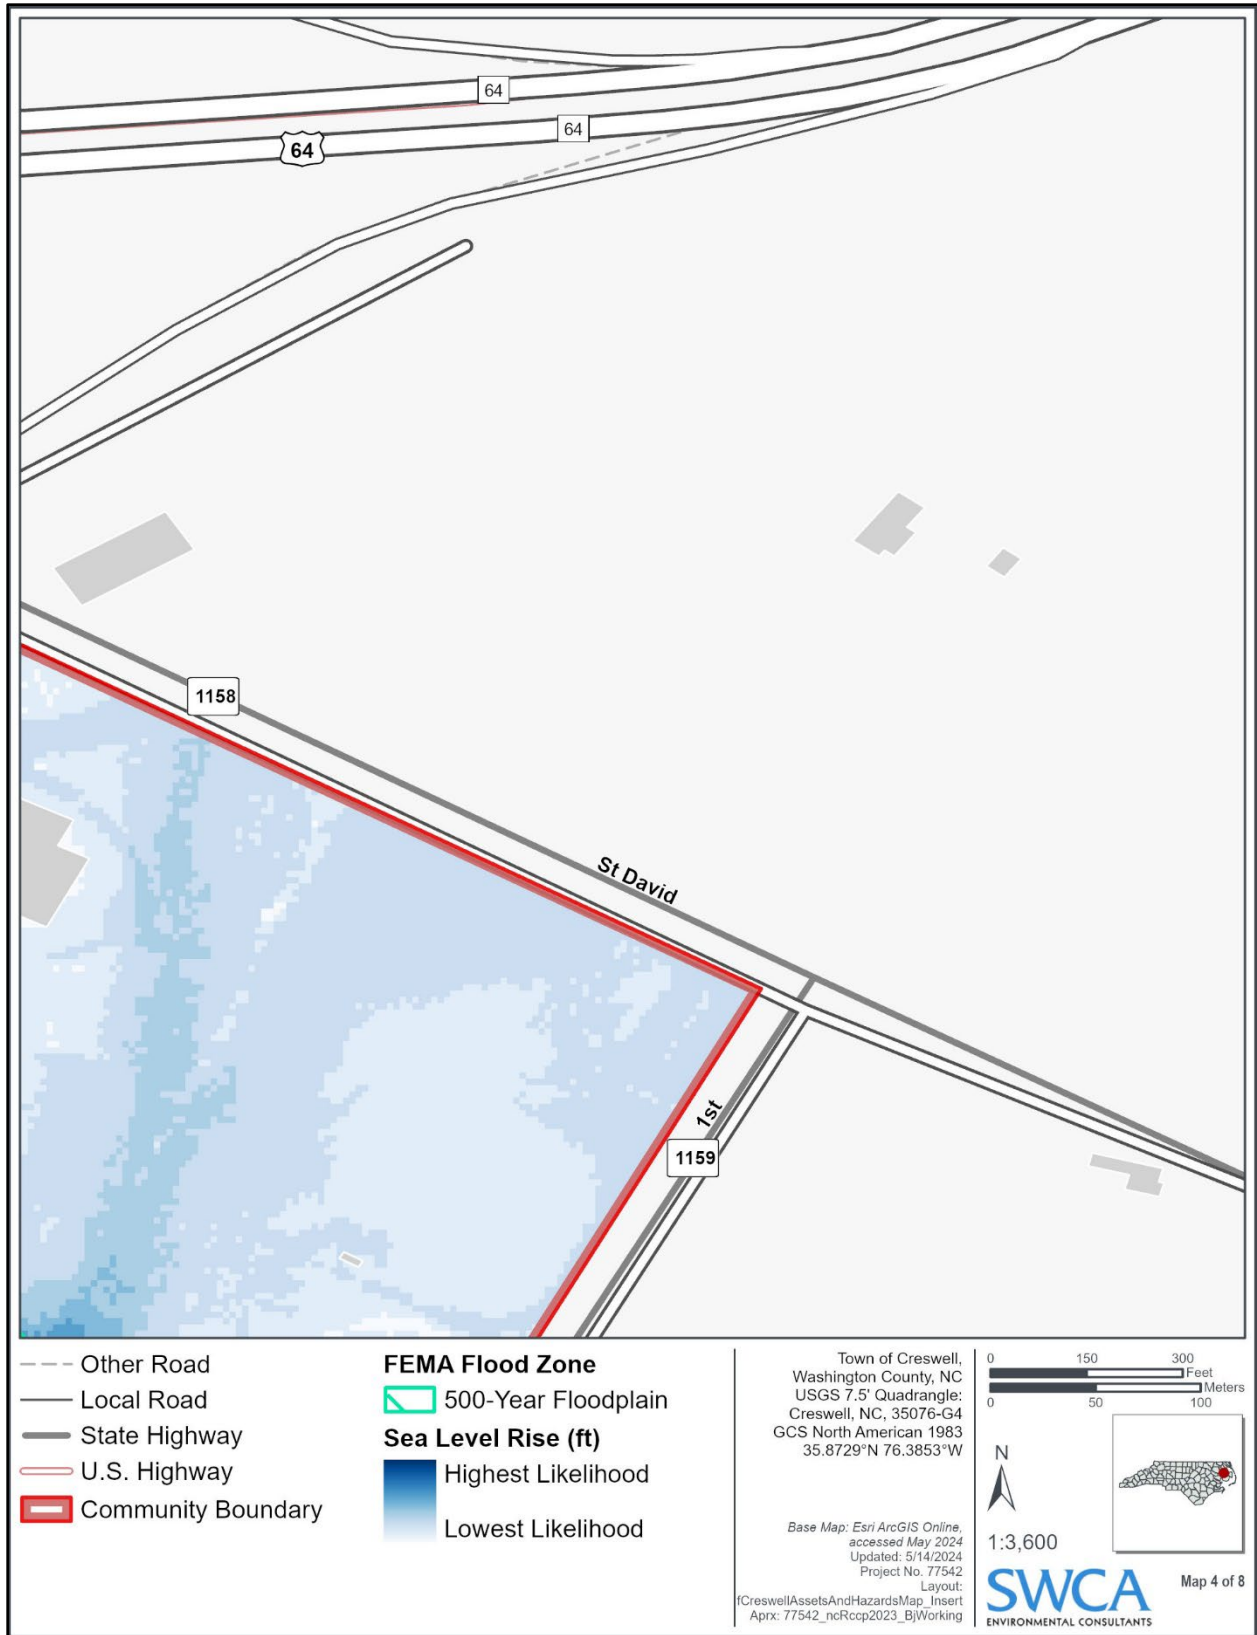 64
64
64
1158
St David
1st
1159
Other Road
Local Road
State Highway
U.S. Highway
Community Boundary
FEMA Flood Zone
500-Year Floodplain
Sea Level Rise (ft)
Highest Likelihood
Lowest Likelihood
Town of Creswell,
Washington County, NC
USGS 7.5' Quadrangle:
Creswell, NC, 35076-G4
GCS North American 1983
35.8729°N 76.3853°W
Base Map: Esri ArcGIS Online,
accessed May 2024
Updated: 5/14/2024
Project No. 77542
Layout:
fCreswellAssetsAndHazardsMap_Insert
Aprx: 77542_ncRccp2023_BjWorking
0 150 300
Feet
Meters
0 50 100
N
1:3,600
SWCA
ENVIRONMENTAL CONSULTANTS
Map 4 of 8